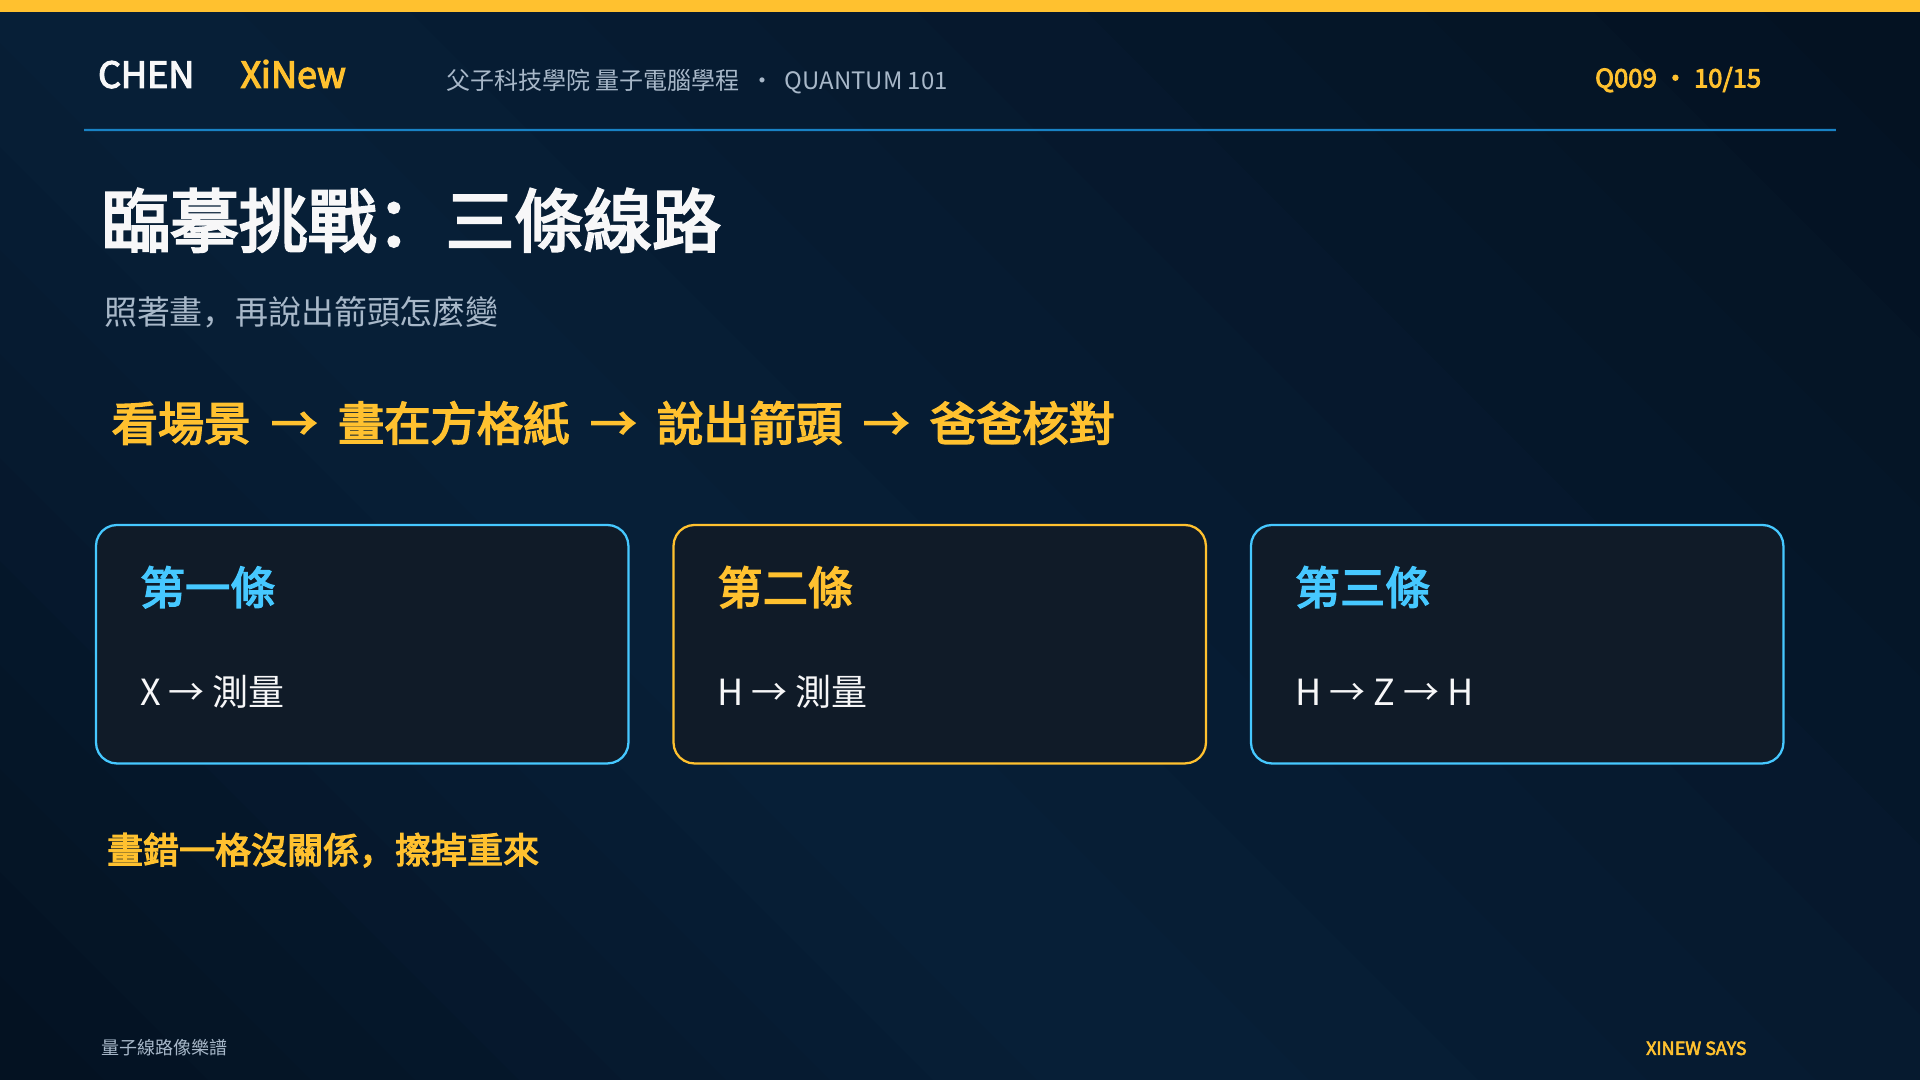 CHEN XiNew 父子科技學院 量子電腦學程 · QUANTUM 101 Q009 · 10/15
臨摹挑戰：三條線路
照著畫，再說出箭頭怎麼變
看場景 → 畫在方格紙 → 說出箭頭 → 爸爸核對
第一條
X → 測量
第二條
H → 測量
第三條
H → Z → H
畫錯一格沒關係，擦掉重來
量子線路像樂譜
XINEW SAYS